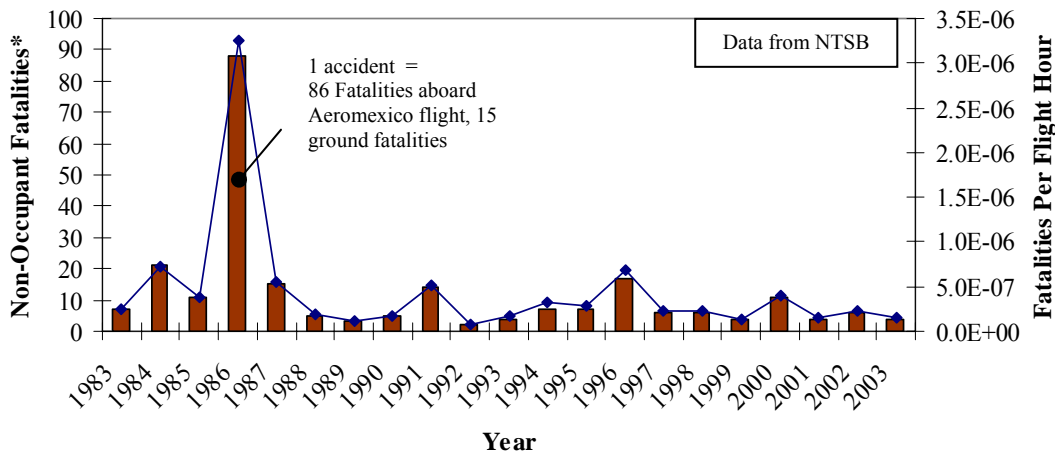 Non-Occupant Fatalities*
100
90
80
70
60
50
40
30
20
10
0
Data from NTSB
1 accident =
86 Fatalities aboard
Aeromexico flight, 15
ground fatalities
3.5E-06
3.0E-06
2.5E-06
2.0E-06
1.5E-06
1.0E-06
5.0E-07
0.0E+00
Fatalities Per Flight Hour
1983
1984
1985
1986
1987
1988
1989
1990
1991
1992
1993
1994
1995
1996
1997
1998
1999
2000
2001
2002
2003
Year